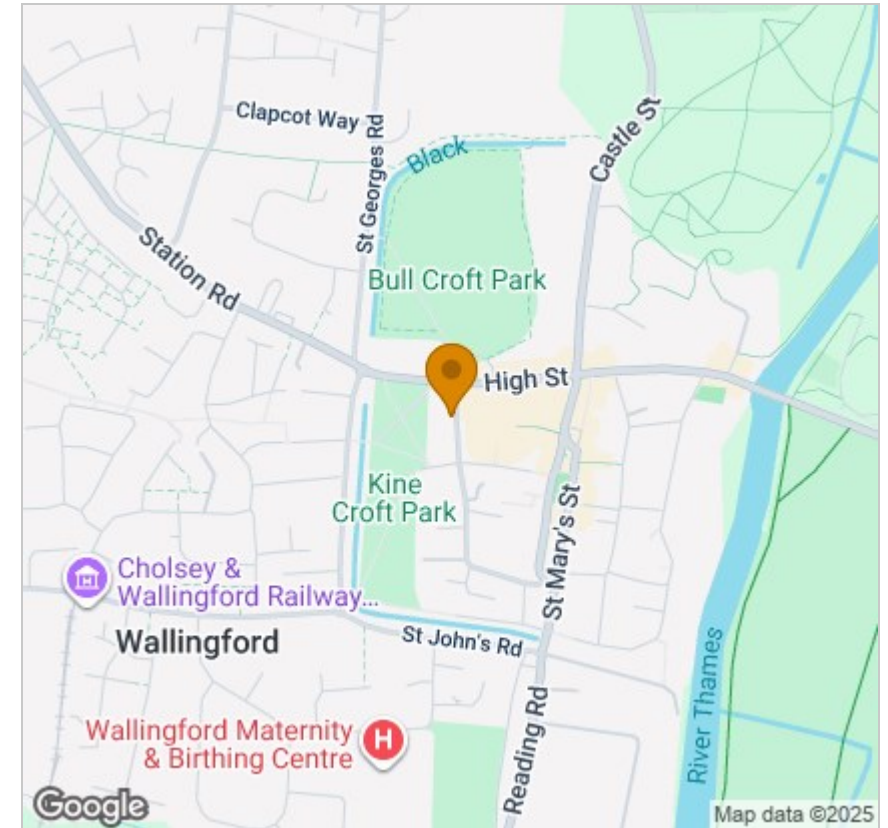 Clapcot Way
St Georges Rd
Black
Castle St
Station Rd
Bull Croft Park
High St
Kine
Croft Park
St Mary's St
Cholsey &
Wallingford Railway...
Wallingford
St John's Rd
Wallingford Maternity
& Birthing Centre
H
Reading Rd
River Thames
Google
Map data ©2025